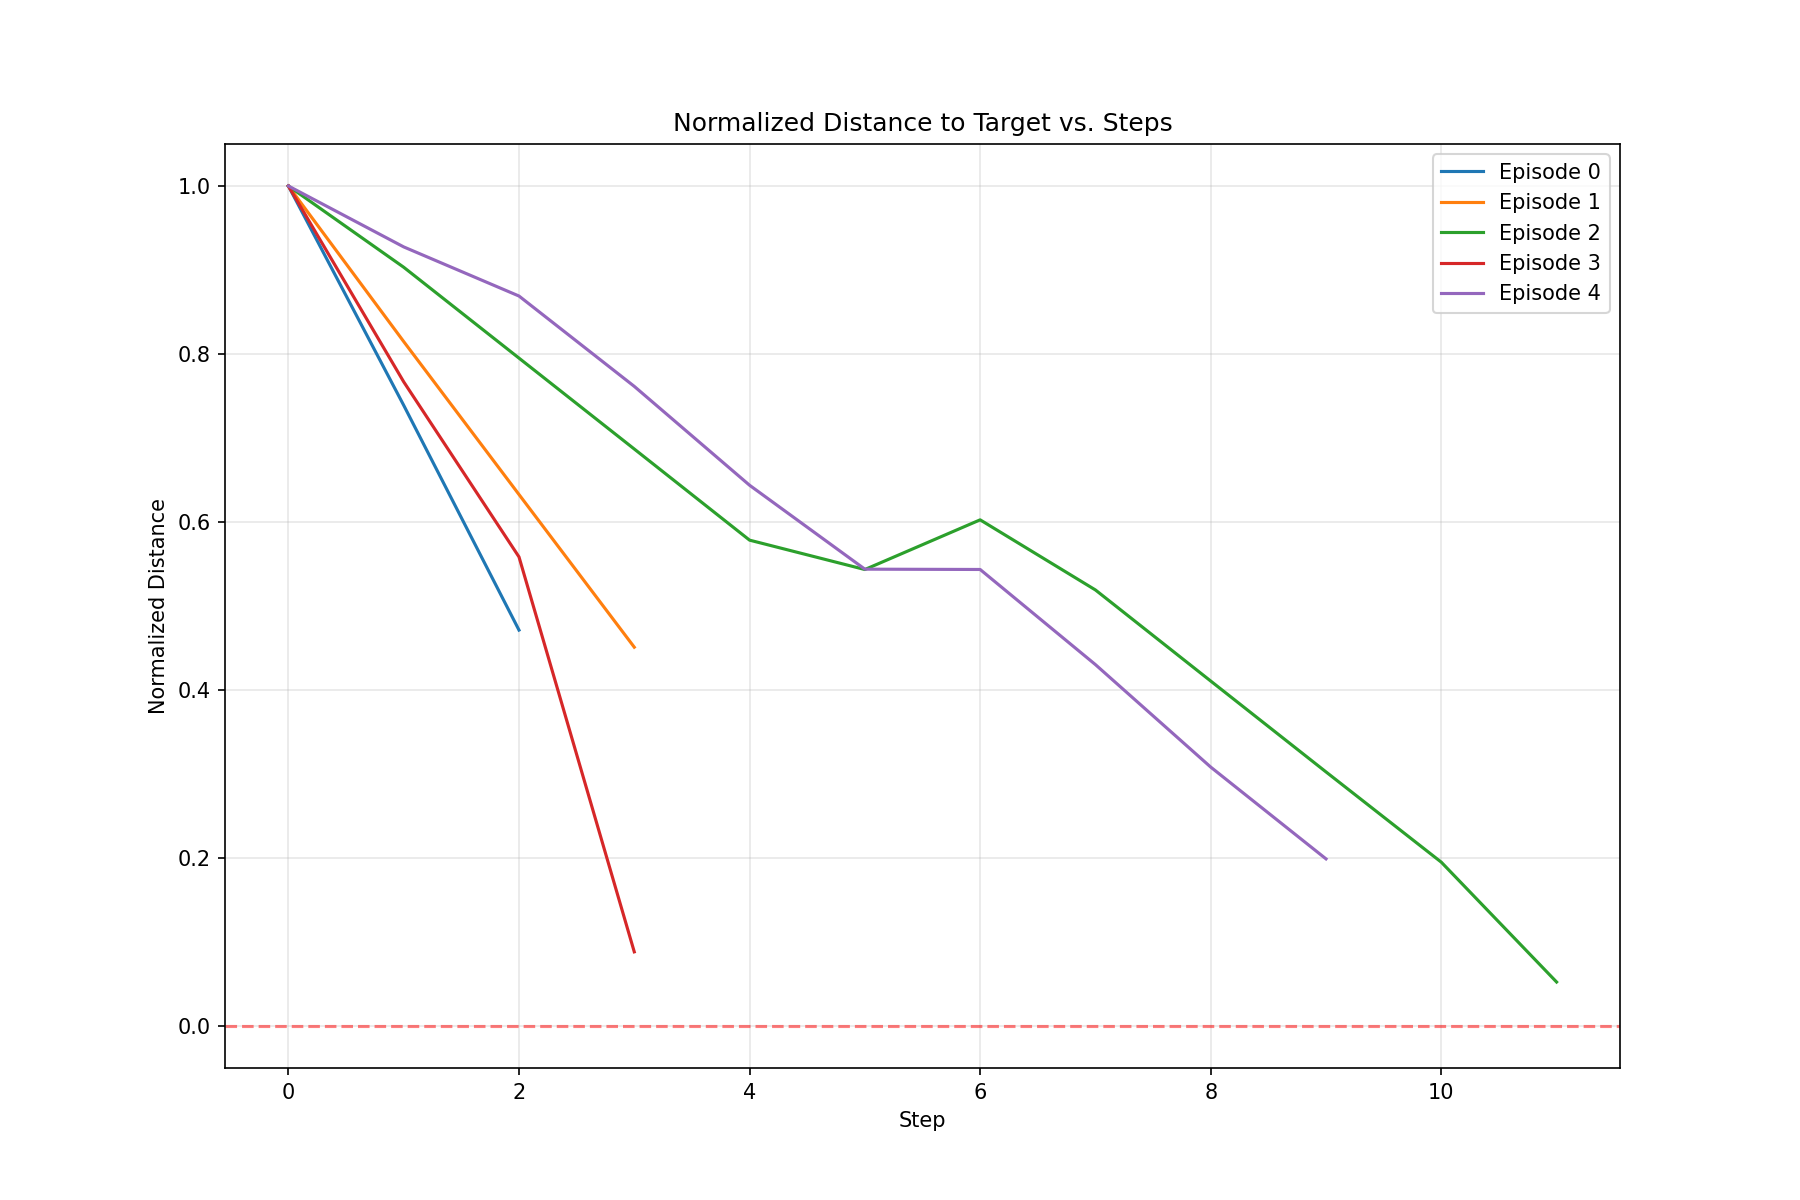 Normalized Distance to Target vs. Steps
Episode 0
Episode 1
Episode 2
Episode 3
Episode 4
Normalized Distance
1.0
0.8
0.6
0.4
0.2
0.0
0 2 4 6 8 10
Step